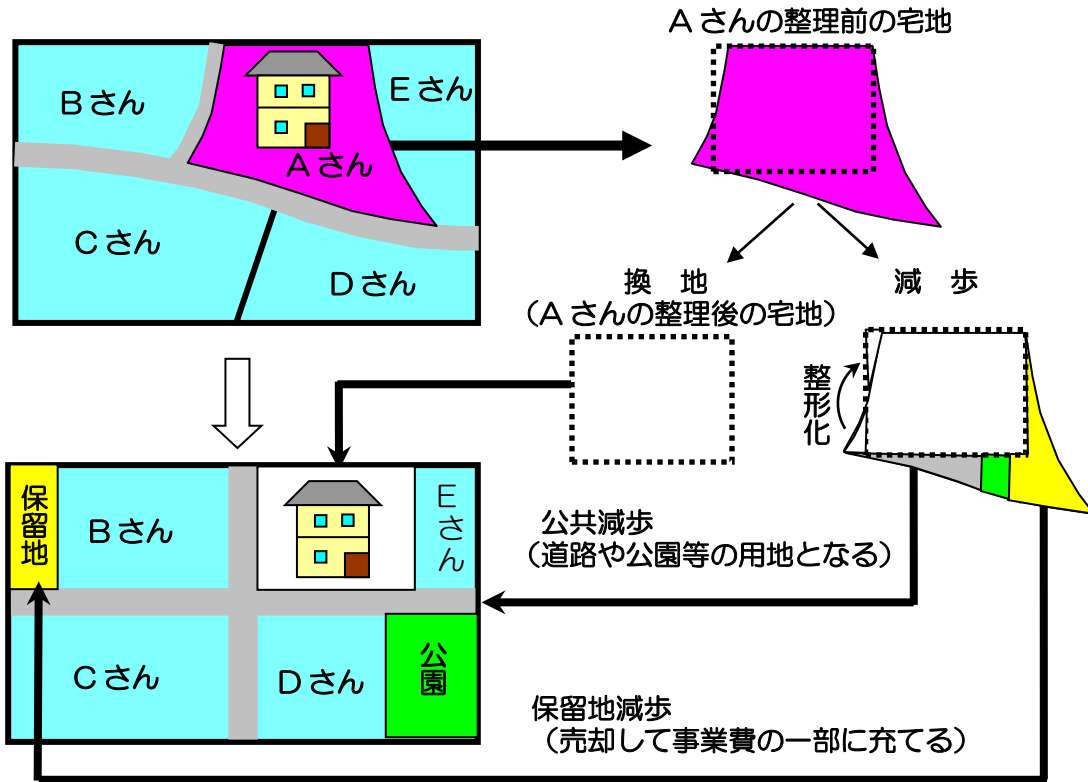 Aさんの整理前の宅地
Bさん
Eさん
Aさん
Cさん
Dさん
換 地
(Aさんの整理後の宅地)
減 歩
整形化
保留地
Bさん
Eさん
公共減歩
(道路や公園等の用地となる)
Cさん
Dさん
公園
保留地減歩
(売却して事業費の一部に充てる)